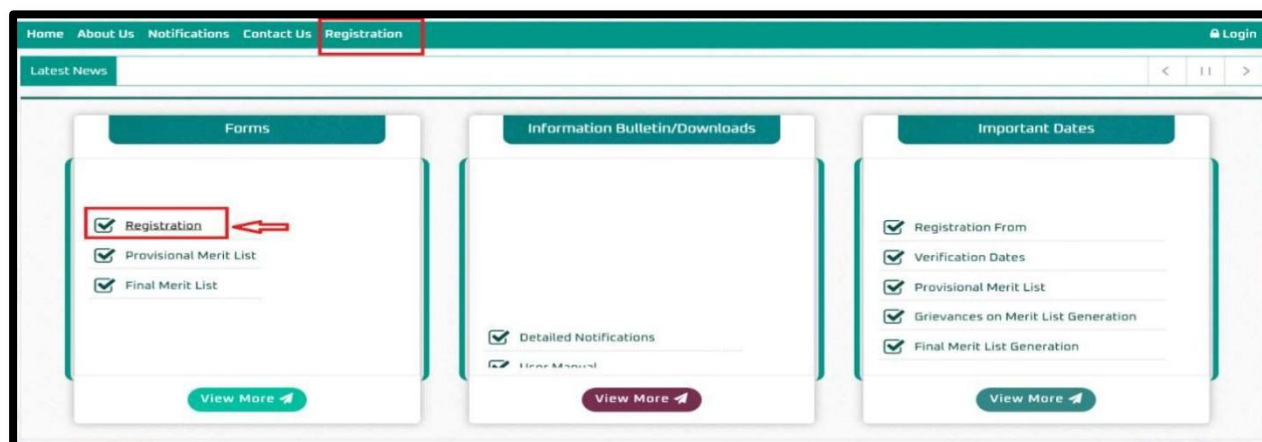 Home About Us Notifications Contact Us Registration Login
Latest News
Forms
Registration
Provisional Merit List
Final Merit List
View More
Information Bulletin/Downloads
Detailed Notifications
User Manual
View More
Important Dates
Registration From
Verification Dates
Provisional Merit List
Grievances on Merit List Generation
Final Merit List Generation
View More